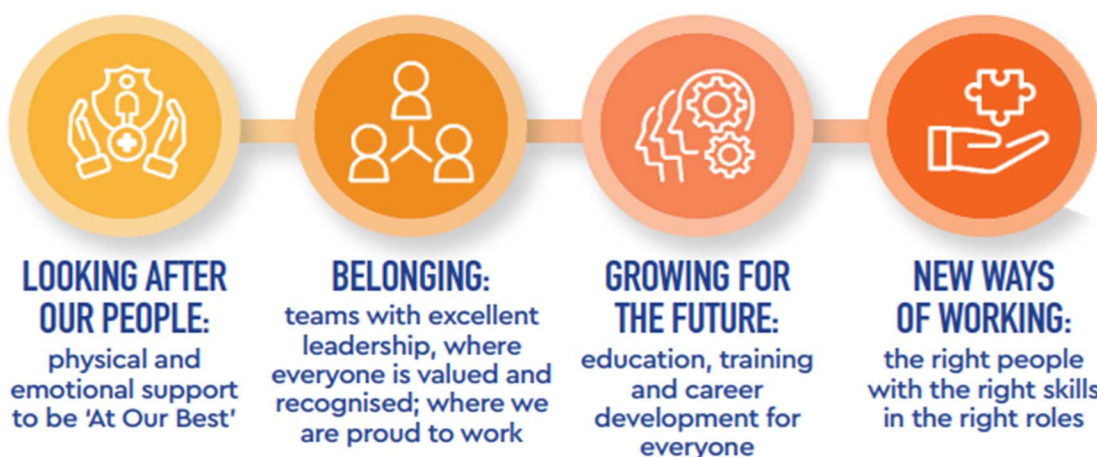 LOOKING AFTER
OUR PEOPLE:
physical and
emotional support
to be 'At Our Best'
BELONGING:
teams with excellent
leadership, where
everyone is valued and
recognised; where we
are proud to work
GROWING FOR
THE FUTURE:
education, training
and career
development for
everyone
NEW WAYS
OF WORKING:
the right people
with the right skills
in the right roles